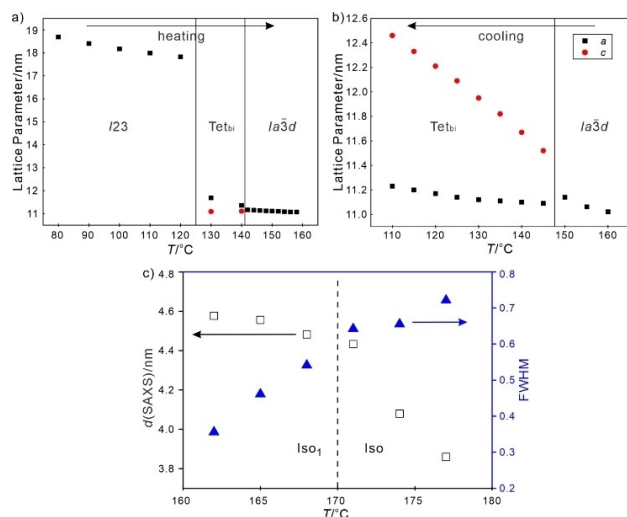 a)
heating
Lattice Parameter/nm
19
18
17
16
15
14
13
12
11
I23
Tetbi
Ia3̄d
80 90 100 110 120 130 140 150 160
T/°C
b)
cooling
a
c
Lattice Parameter/nm
12.6
12.4
12.2
12.0
11.8
11.6
11.4
11.2
11.0
Tetbi
Ia3̄d
110 120 130 140 150 160
T/°C
c)
d(SAXS)/nm
4.8
4.6
4.4
4.2
4.0
3.8
Iso₁
Iso
0.8
0.7
0.6
0.5
0.4
0.3
0.2
FWHM
160 165 170 175 180
T/°C